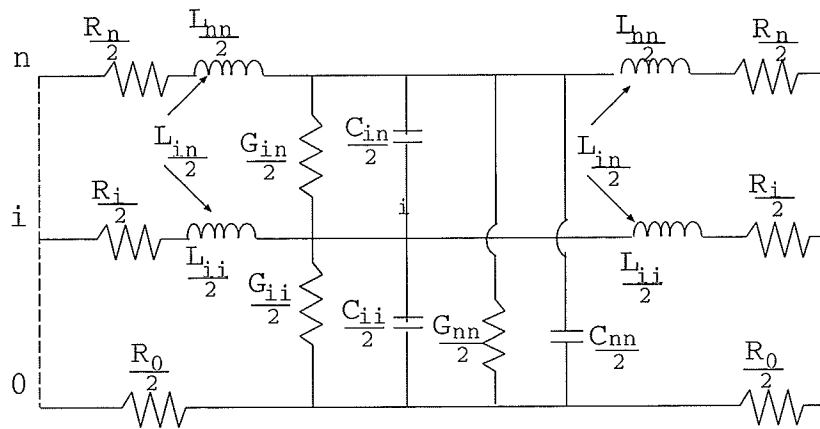 L_nn/2 L_nn/2
R_n/2 R_n/2
n
L_in/2 G_in/2 C_in/2 L_in/2
R_i/2 i R_i/2
i
L_ii/2 L_ii/2
G_ii/2 C_ii/2 G_nn/2 C_nn/2
R_0/2 R_0/2
0